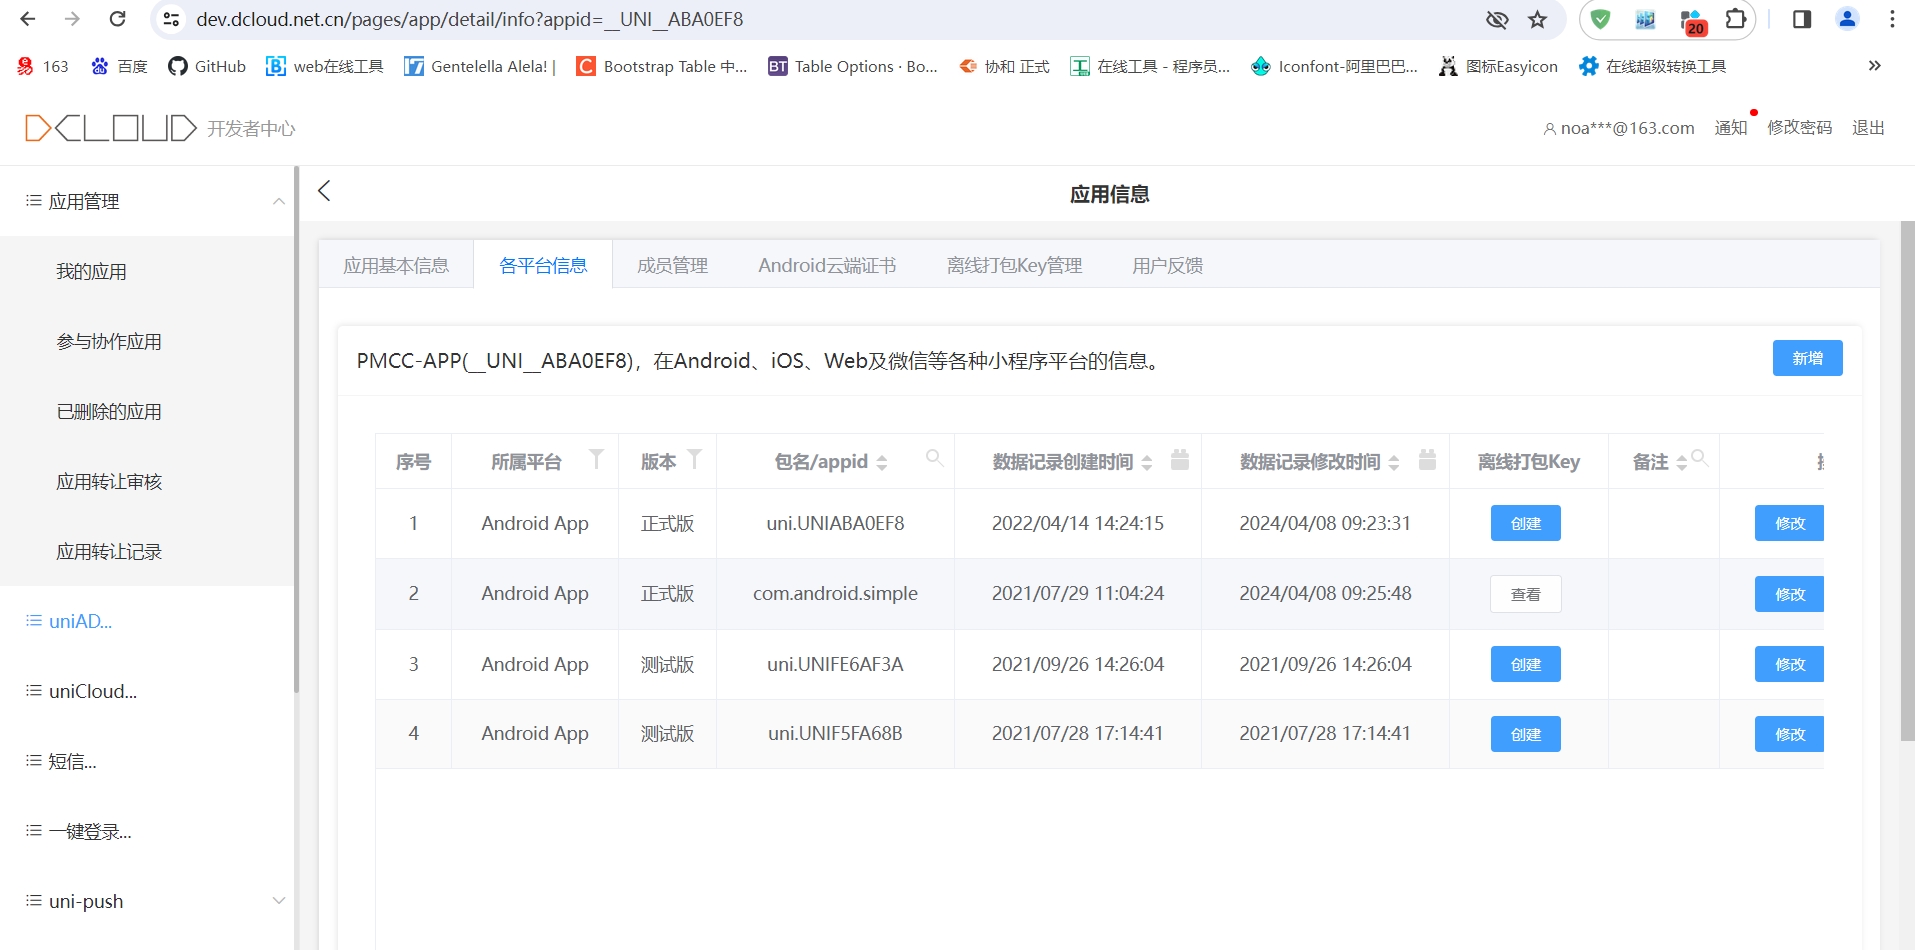 dev.dcloud.net.cn/pages/app/detail/info?appid=__UNI__ABA0EF8
20
163
百度
GitHub
web在线工具
Gentelella Alela! |
Bootstrap Table 中...
BT
Table Options · Bo...
协和 正式
在线工具 - 程序员...
Iconfont-阿里巴巴...
图标Easyicon
在线超级转换工具
DCLOUD 开发者中心
noa***@163.com
通知
修改密码
退出
应用管理
我的应用
参与协作应用
已删除的应用
应用转让审核
应用转让记录
uniAD...
uniCloud...
短信...
一键登录...
uni-push
应用信息
应用基本信息
各平台信息
成员管理
Android云端证书
离线打包Key管理
用户反馈
PMCC-APP(__UNI__ABA0EF8)，在Android、iOS、Web及微信等各种小程序平台的信息。
新增
序号 所属平台 版本 包名/appid 数据记录创建时间 数据记录修改时间 离线打包Key 备注
1 Android App 正式版 uni.UNIABA0EF8 2022/04/14 14:24:15 2024/04/08 09:23:31 创建 修改
2 Android App 正式版 com.android.simple 2021/07/29 11:04:24 2024/04/08 09:25:48 查看 修改
3 Android App 测试版 uni.UNIFE6AF3A 2021/09/26 14:26:04 2021/09/26 14:26:04 创建 修改
4 Android App 测试版 uni.UNIF5FA68B 2021/07/28 17:14:41 2021/07/28 17:14:41 创建 修改